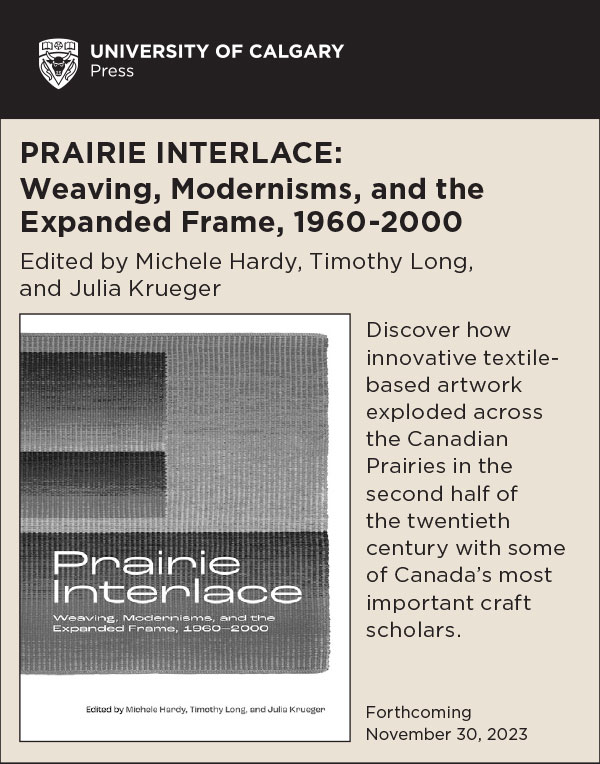 UNIVERSITY OF CALGARY
Press
PRAIRIE INTERLACE:
Weaving, Modernisms, and the
Expanded Frame, 1960-2000
Edited by Michele Hardy, Timothy Long,
and Julia Krueger
Prairie
Interlace
Weaving, Modernisms, and the
Expanded Frame, 1960–2000
Edited by Michele Hardy, Timothy Long, and Julia Krueger
Discover how
innovative textile-
based artwork
exploded across
the Canadian
Prairies in the
second half of
the twentieth
century with some
of Canada’s most
important craft
scholars.
Forthcoming
November 30, 2023